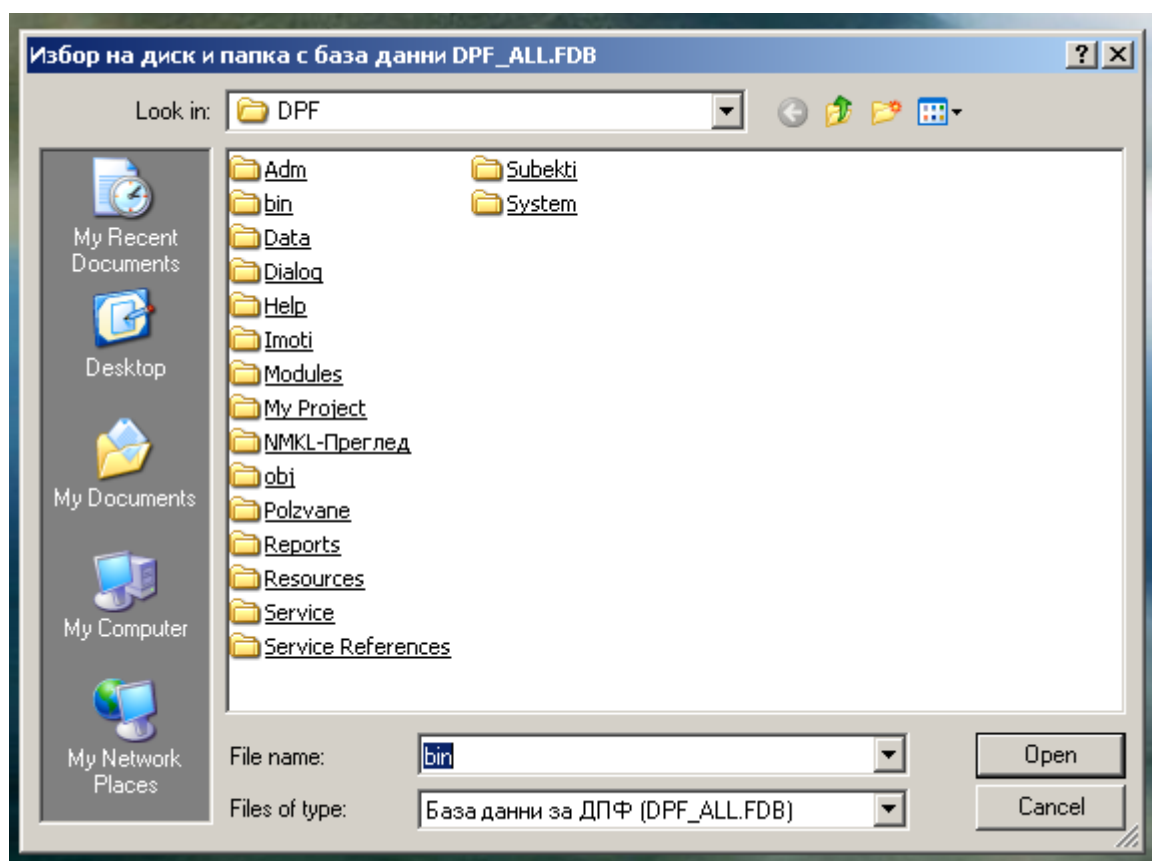 Избор на диск и папка с база данни DPF_ALL.FDB
Look in: DPF
My Recent
Documents
Desktop
My Documents
My Computer
My Network
Places
Adm
bin
Data
Dialog
Help
Imoti
Modules
My Project
NMKL-Преглед
obj
Polzvane
Reports
Resources
Service
Service References
Subekti
System
File name: bin Open
Files of type: База данни за ДПФ (DPF_ALL.FDB) Cancel